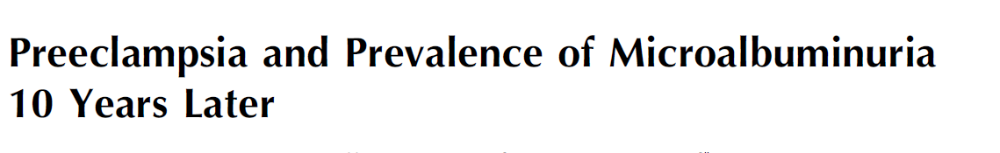 Preeclampsia and Prevalence of Microalbuminuria
10 Years Later